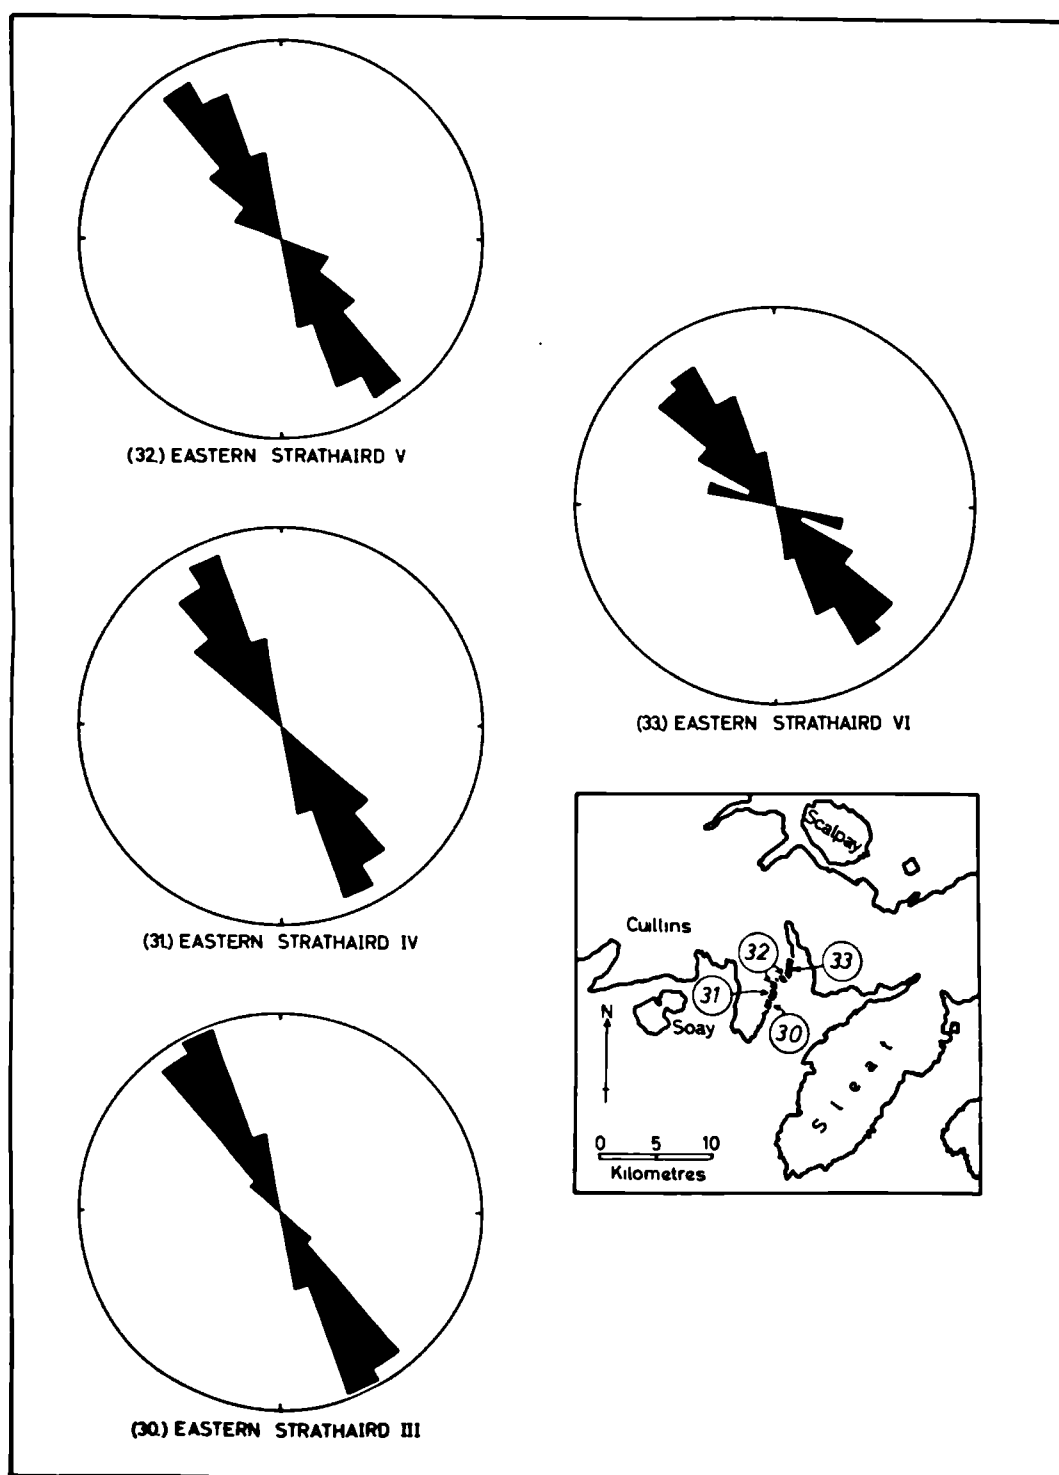 (32.) EASTERN STRATHAIRD V
(33.) EASTERN STRATHAIRD VI
(31.) EASTERN STRATHAIRD IV
(30.) EASTERN STRATHAIRD III
Scalpay
Cuillins
32
33
31
30
N
Soay
Sleat
0 5 10
Kilometres